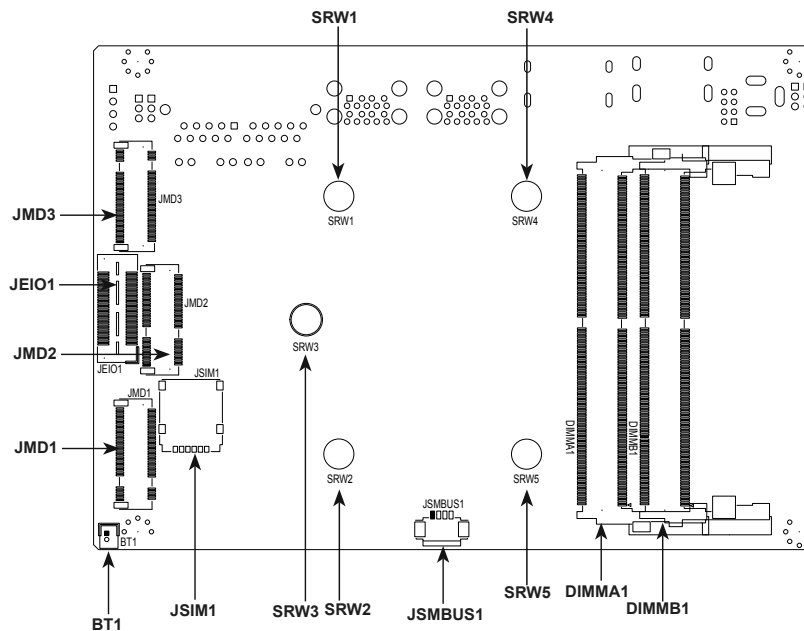 SRW1
SRW4
JMD3
JMD3
SRW1
SRW4
JEIO1
JMD2
SRW3
JMD2
JEIO1
JSIM1
JMD1
DIMMA1
DIMMB1
JMD1
SRW2
SRW5
JSMBUS1
BT1
BT1
JSIM1
SRW3
SRW2
JSMBUS1
SRW5
DIMMA1
DIMMB1